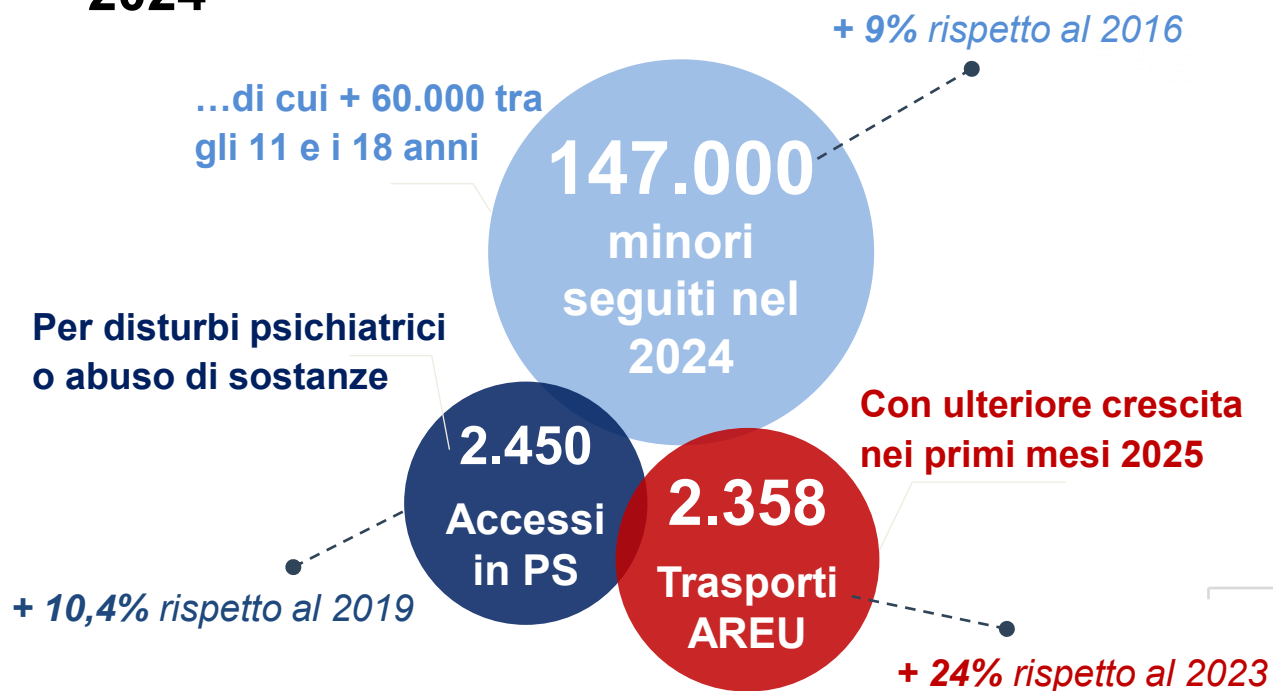 2024
+ 9% rispetto al 2016
…di cui + 60.000 tra
gli 11 e i 18 anni
147.000
minori
seguiti nel
2024
Per disturbi psichiatrici
o abuso di sostanze
2.450
Accessi
in PS
+ 10,4% rispetto al 2019
Con ulteriore crescita
nei primi mesi 2025
2.358
Trasporti
AREU
+ 24% rispetto al 2023